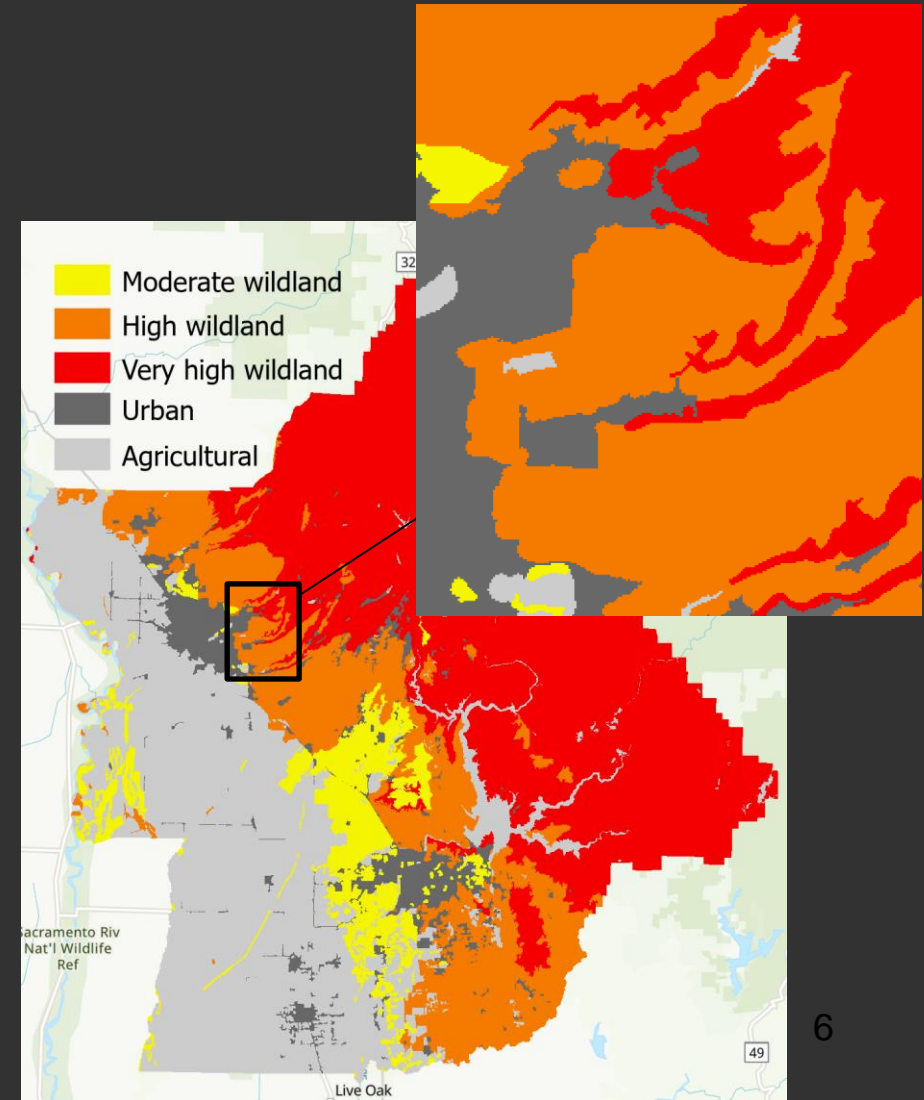 32
Moderate wildland
High wildland
Very high wildland
Urban
Agricultural
Sacramento Riv
Nat'l Wildlife
Ref
6
49
Live Oak